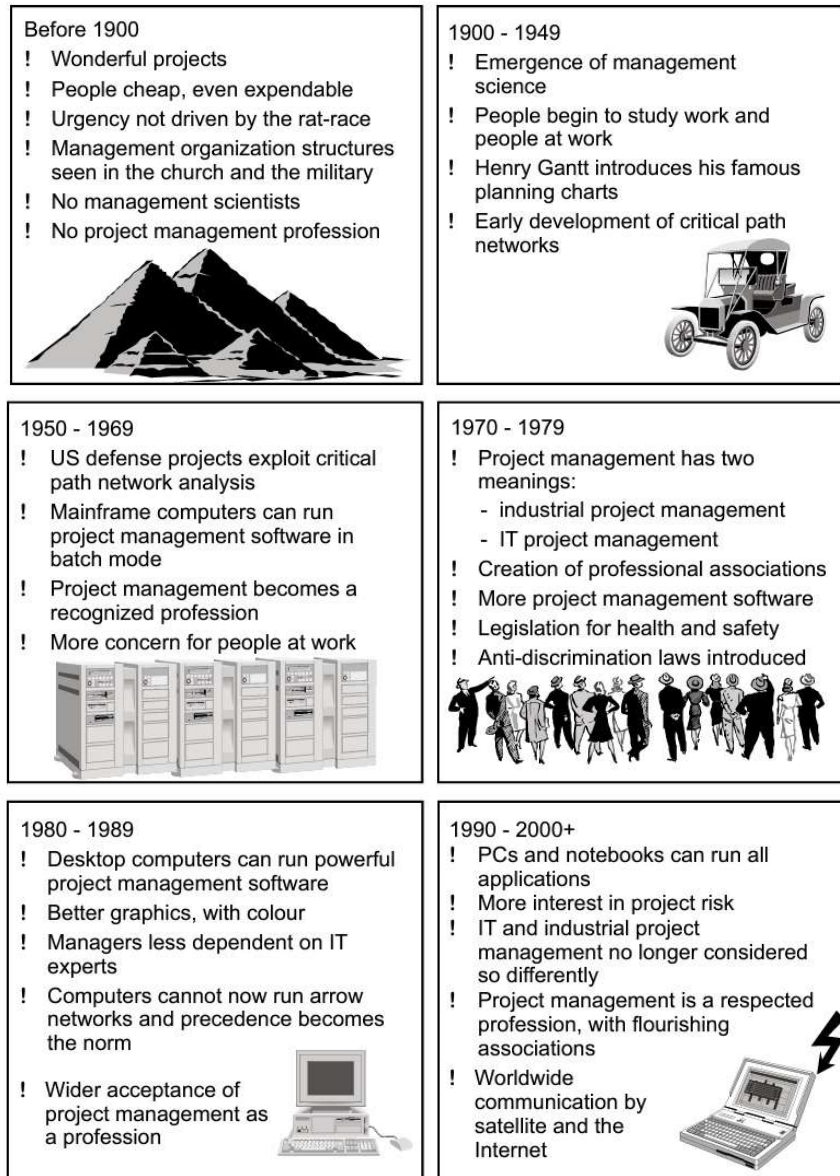 Before 1900
! Wonderful projects
! People cheap, even expendable
! Urgency not driven by the rat-race
! Management organization structures
seen in the church and the military
! No management scientists
! No project management profession
1900 - 1949
! Emergence of management
science
! People begin to study work and
people at work
! Henry Gantt introduces his famous
planning charts
! Early development of critical path
networks
1950 - 1969
! US defense projects exploit critical
path network analysis
! Mainframe computers can run
project management software in
batch mode
! Project management becomes a
recognized profession
! More concern for people at work
1970 - 1979
! Project management has two
meanings:
- industrial project management
- IT project management
! Creation of professional associations
! More project management software
! Legislation for health and safety
! Anti-discrimination laws introduced
1980 - 1989
! Desktop computers can run powerful
project management software
! Better graphics, with colour
! Managers less dependent on IT
experts
! Computers cannot now run arrow
networks and precedence becomes
the norm
! Wider acceptance of
project management as
a profession
1990 - 2000+
! PCs and notebooks can run all
applications
! More interest in project risk
! IT and industrial project
management no longer considered
so differently
! Project management is a respected
profession, with flourishing
associations
! Worldwide
communication by
satellite and the
Internet